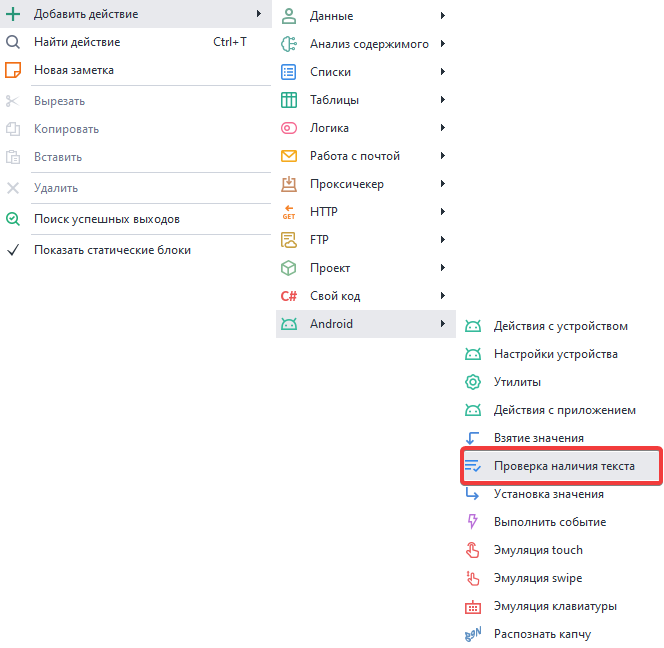 Добавить действие
Найти действие Ctrl+T
Новая заметка
Вырезать
Копировать
Вставить
Удалить
Поиск успешных выходов
Показать статические блоки
Данные
Анализ содержимого
Списки
Таблицы
Логика
Работа с почтой
Проксичекер
GET HTTP
FTP
Проект
C# Свой код
Android
Действия с устройством
Настройки устройства
Утилиты
Действия с приложением
Взятие значения
Проверка наличия текста
Установка значения
Выполнить событие
Эмуляция touch
Эмуляция swipe
Эмуляция клавиатуры
Распознать капчу